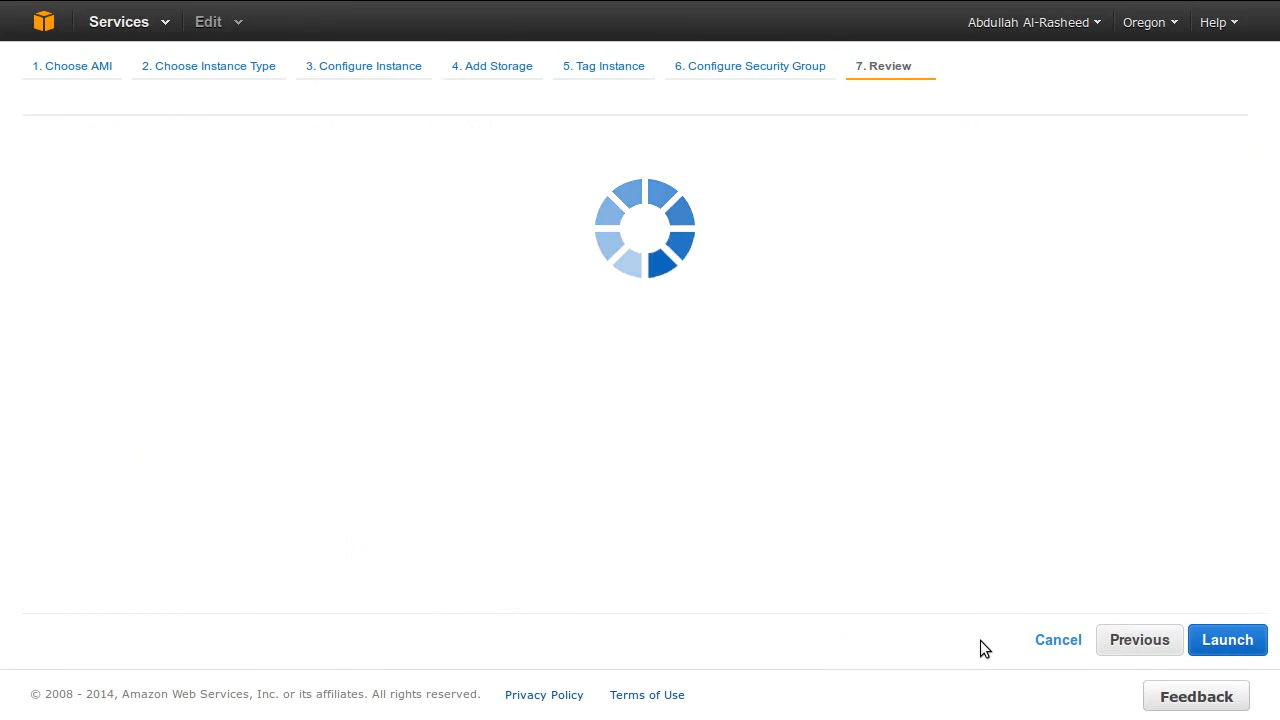 Services Edit Abdullah Al-Rasheed Oregon Help
1. Choose AMI 2. Choose Instance Type 3. Configure Instance 4. Add Storage 5. Tag Instance 6. Configure Security Group 7. Review
Cancel Previous Launch
© 2008 - 2014, Amazon Web Services, Inc. or its affiliates. All rights reserved. Privacy Policy Terms of Use Feedback